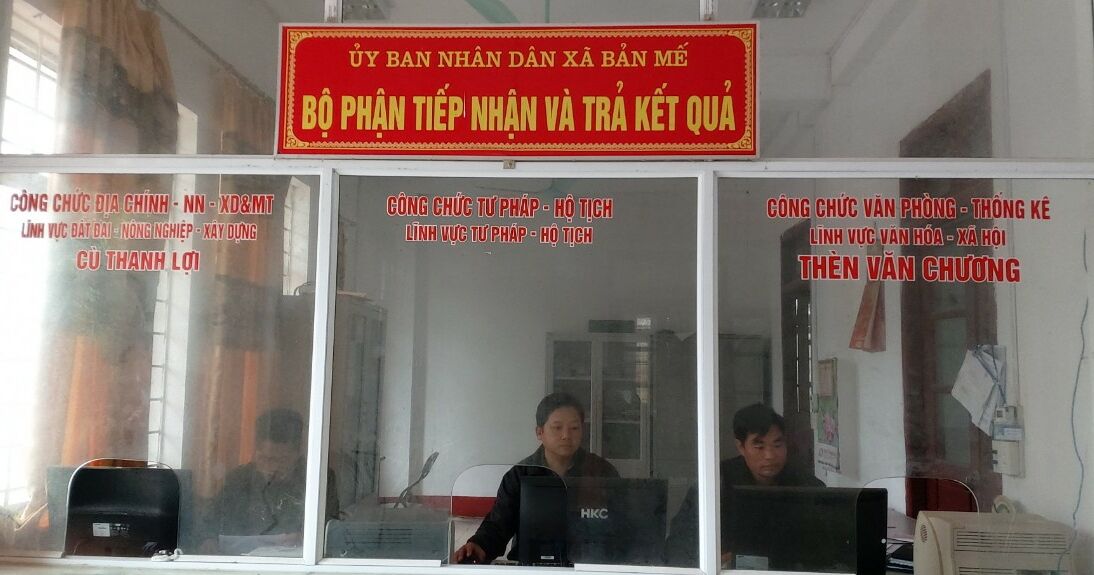 ỦY BAN NHÂN DÂN XÃ BẢN MẾ
BỘ PHẬN TIẾP NHẬN VÀ TRẢ KẾT QUẢ
CÔNG CHỨC ĐỊA CHÍNH - NN - XD&MT
LĨNH VỰC ĐẤT ĐAI - NÔNG NGHIỆP - XÂY DỰNG
CÙ THANH LỢI
CÔNG CHỨC TƯ PHÁP - HỘ TỊCH
LĨNH VỰC TƯ PHÁP - HỘ TỊCH
CÔNG CHỨC VĂN PHÒNG - THỐNG KÊ
LĨNH VỰC VĂN HÓA - XÃ HỘI
THÈN VĂN CHƯƠNG
HKC